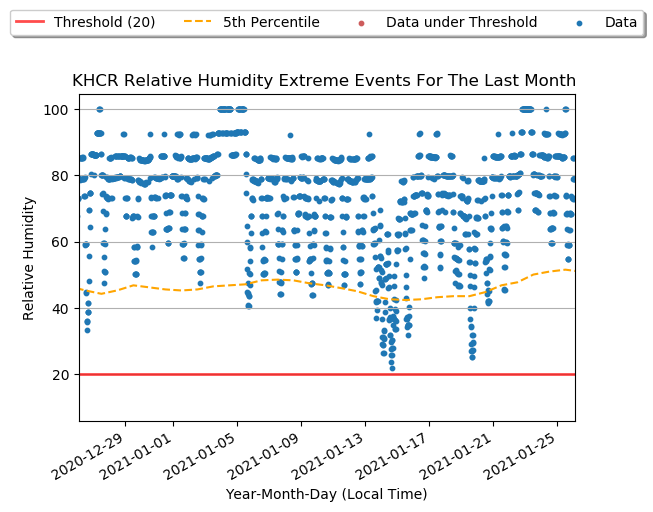 Threshold (20) 5th Percentile Data under Threshold Data
KHCR Relative Humidity Extreme Events For The Last Month
100
80
60
40
20
Relative Humidity
2020-12-29 2021-01-01 2021-01-05 2021-01-09 2021-01-13 2021-01-17 2021-01-21 2021-01-25
Year-Month-Day (Local Time)